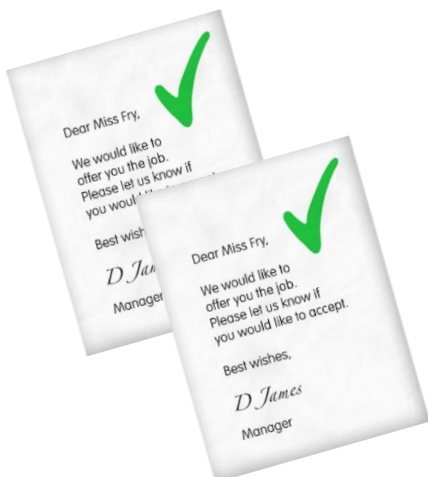 Dear Miss Fry,
We would like to
offer you the job.
Please let us know if
you would
Best
D
Manager
Dear Miss Fry,
We would like to
offer you the job.
Please let us know if
you would like to accept.
Best wishes,
D James
Manager